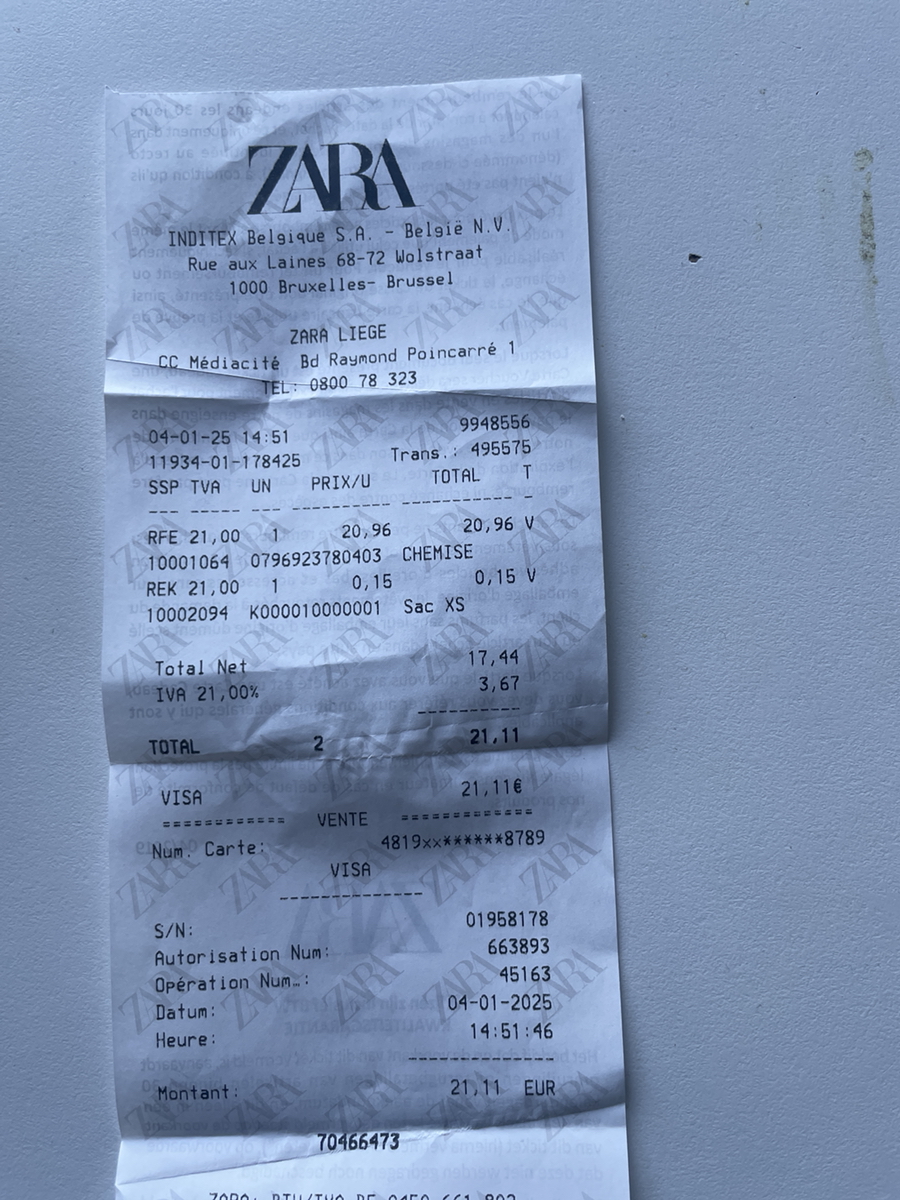 ZARA
INDITEX Belgique S.A. - België N.V.
Rue aux Laines 68-72 Wolstraat
1000 Bruxelles- Brussel
ZARA LIEGE
CC Médiacité Bd Raymond Poincarré 1
TEL: 0800 78 323
9948556
04-01-25 14:51
11934-01-178425 Trans.: 495575
SSP TVA UN PRIX/U TOTAL T
--- ----- --- --------- ------------ -
RFE 21,00 1 20,96 20,96 V
10001064 0796923780403 CHEMISE
REK 21,00 1 0,15 0,15 V
10002094 K000010000001 Sac XS
Total Net 17,44
IVA 21,00% 3,67
----------
TOTAL 2 21,11
VISA 21,11€
============ VENTE =============
Num. Carte: 4819xx******8789
VISA
--------------
S/N: 01958178
Autorisation Num: 663893
Opération Num…: 45163
Datum: 04-01-2025
Heure: 14:51:46
--------------
Montant: 21,11 EUR
70466473